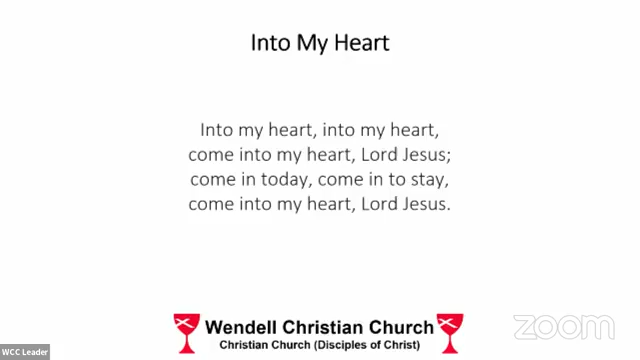 Into My Heart
Into my heart, into my heart,
come into my heart, Lord Jesus;
come in today, come in to stay,
come into my heart, Lord Jesus.
Wendell Christian Church
Christian Church (Disciples of Christ)
zoom
WCC Leader